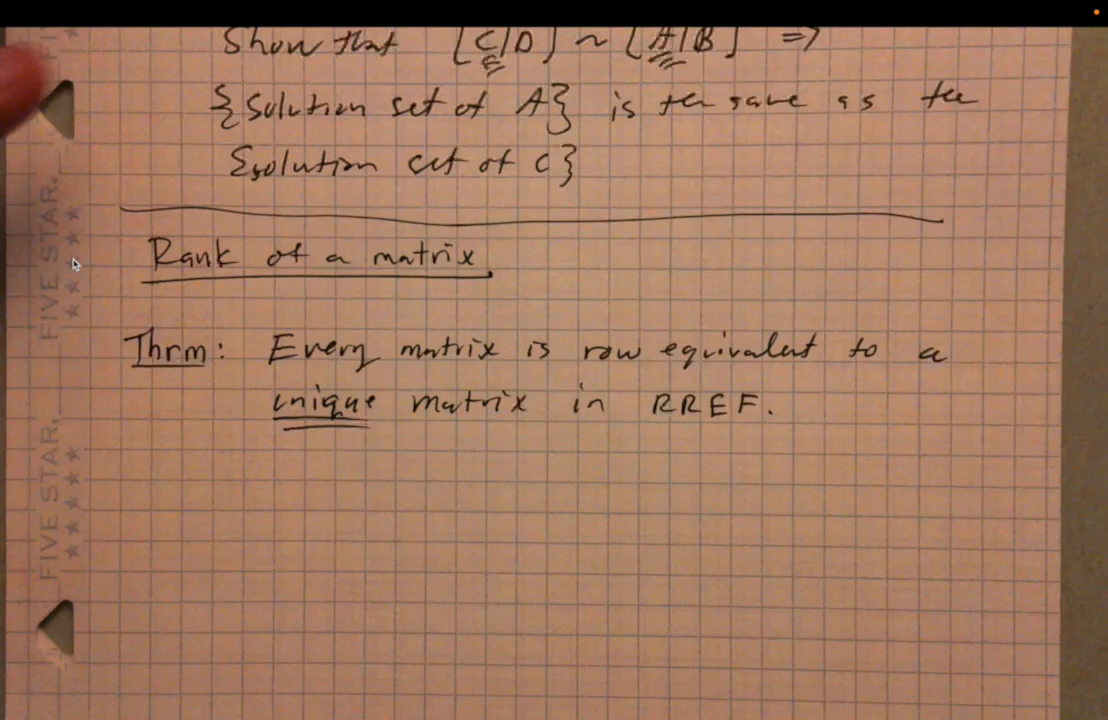 Show that [C|D] ~ [A|B] =>
{Solution set of A} is the same as the
{solution set of C}
Rank of a matrix
Thrm: Every matrix is row equivalent to a
unique matrix in RREF.
FIVE STAR.
FIVE STAR.